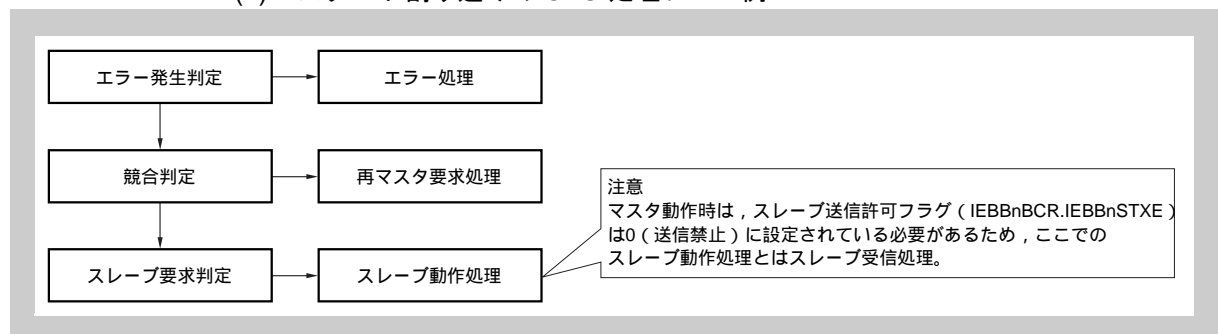 エラー発生判定
エラー処理
競合判定
再マスタ要求処理
注意
マスタ動作時は，スレーブ送信許可フラグ（IEBBnBCR.IEBBnSTXE）
は0（送信禁止）に設定されている必要があるため，ここでの
スレーブ動作処理とはスレーブ受信処理。
スレーブ要求判定
スレーブ動作処理